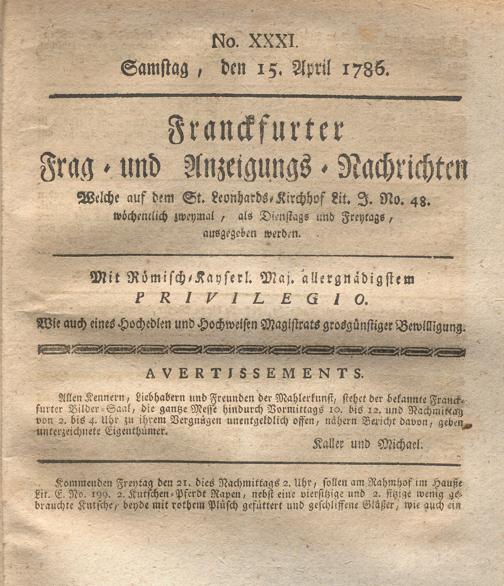 No. XXXI.
Samstag, den 15. April 1786.
Franckfurter
Frag- und Anzeigungs-Nachrichten
Welche auf dem St. Leonhards-Kirchhof Lit. J. No. 48.
wöchentlich zweymal, als Dienstags und Freytags,
ausgegeben werden.
Mit Römisch-Kayserl. Maj. allergnädigstem
PRIVILEGIO.
Wie auch eines Hochedlen und Hochweisen Magistrats grosgünstiger Bewilligung.
AVERTISSEMENTS.
Allen Kennern, Liebhabern und Freunden der Mahlerkunst, stehet der bekannte Franck-
furter Bilder-Saal, die gantze Messe hindurch Vormittags 10. bis 12. und Nachmittag
von 2. bis 4. Uhr zu ihrem Vergnügen unentgeldlich offen, nähern Bericht davon, geben
unterzeichnete Eigenthümer.
Kaller und Michael.
Kommenden Freytag den 21. dies Nachmittags 2. Uhr, sollen am Rahmhof im Hauße
Lit. E. No. 199. 2. Kutschen-Pferdt Rapen, nebst eine viersitzige und 2. sitzige wenig ge-
brauchte Kutsche, beyde mit rothem Plüsch gefüttert und geschliffene Gläßer, wie auch ein